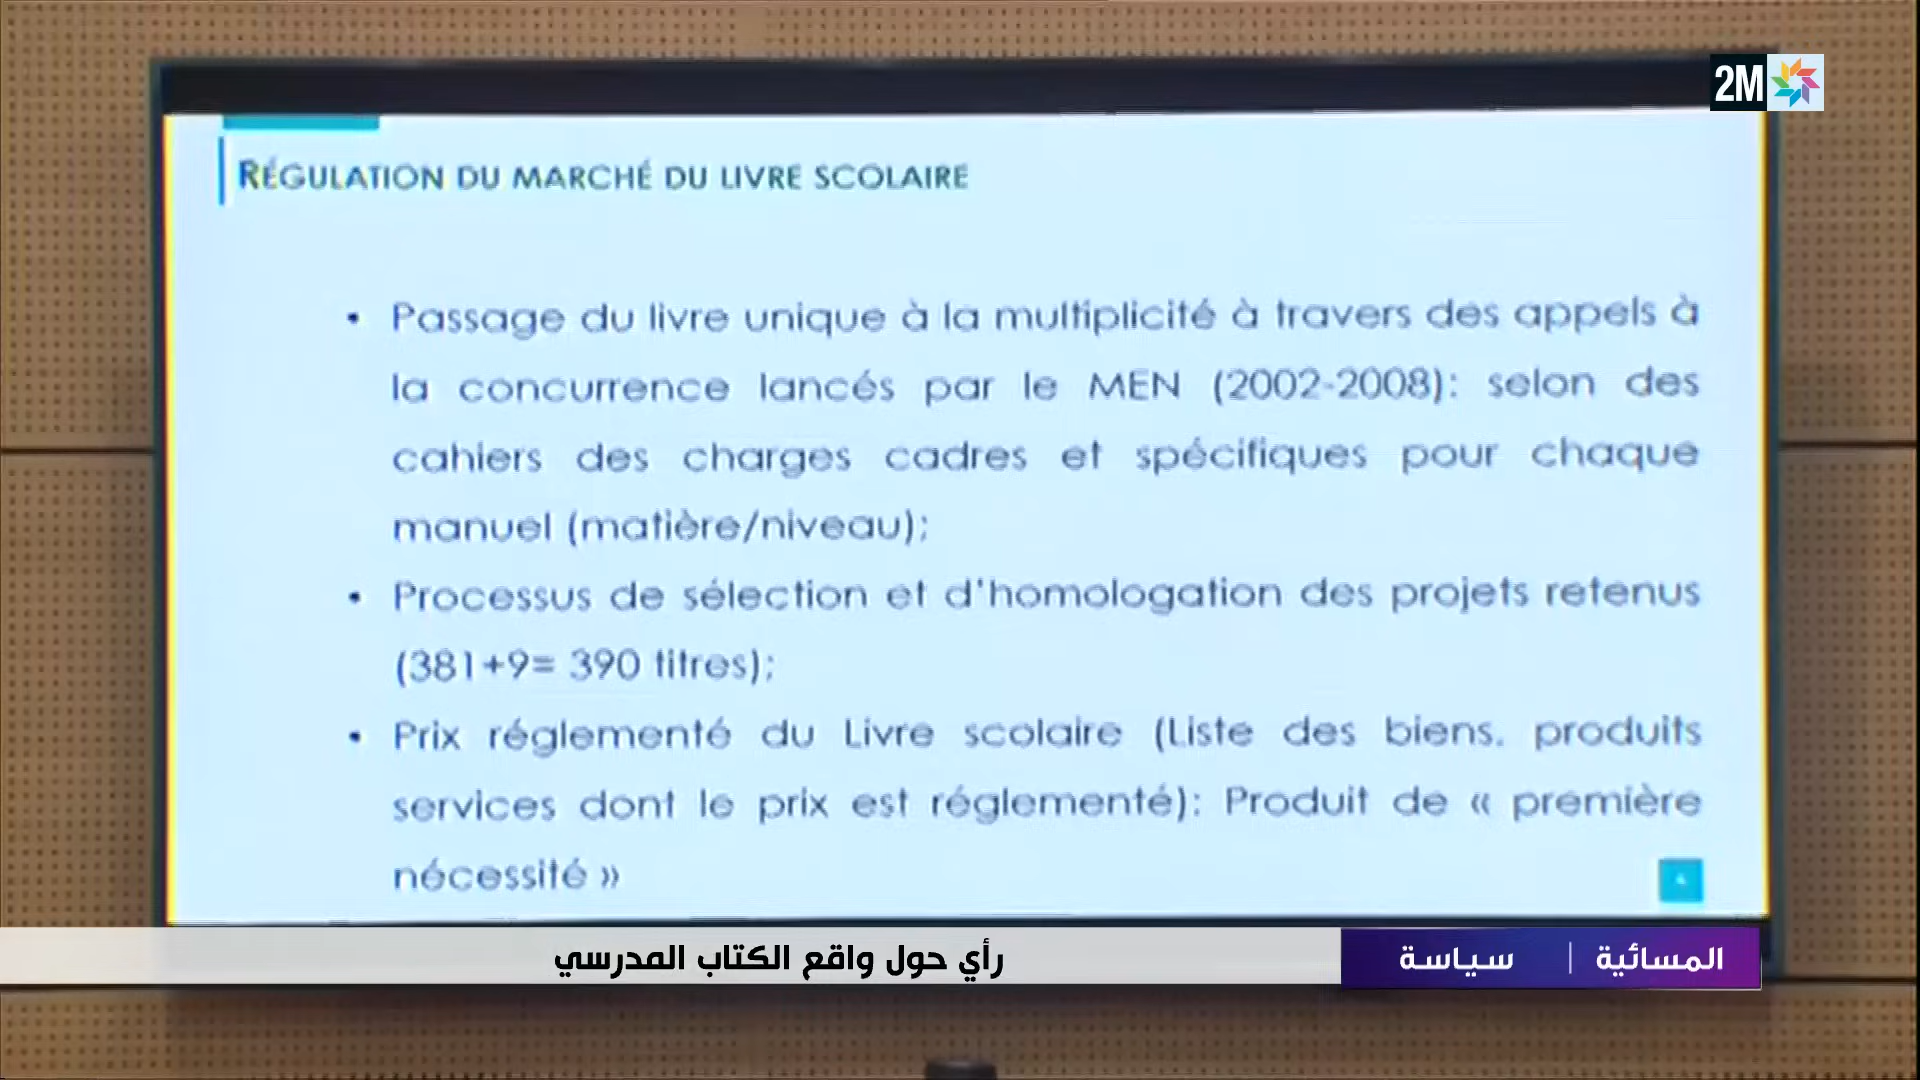 2M
RÉGULATION DU MARCHÉ DU LIVRE SCOLAIRE
• Passage du livre unique à la multiplicité à travers des appels à
la concurrence lancés par le MEN (2002-2008): selon des
cahiers des charges cadres et spécifiques pour chaque
manuel (matière/niveau);
• Processus de sélection et d'homologation des projets retenus
(381+9= 390 titres);
• Prix réglementé du Livre scolaire (Liste des biens, produits
services dont le prix est réglementé): Produit de « première
nécessité »
المسائية | سياسة
رأي حول واقع الكتاب المدرسي